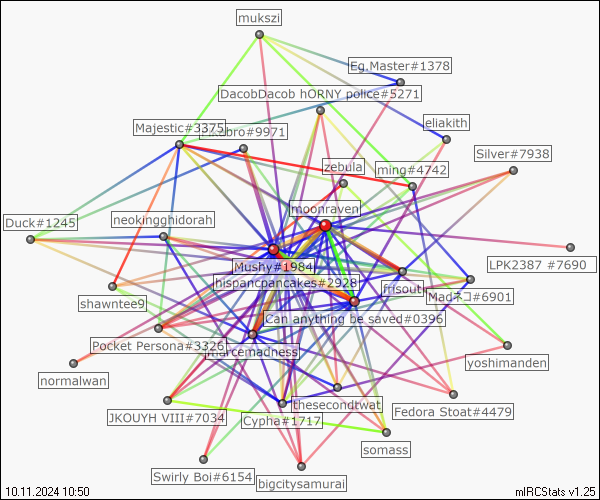 mukszi
Eg.Master#1378
DacobDacob hORNY police#5271
eliakith
Majestic#3375
#9971
Silver#7938
zebula
ming#4742
moonraven
neokingghidorah
Duck#1245
LPK2387 #7690
Mushy#1984
hispancpancakes#2928
frisouth
Madネコ#6901
shawntee9
Can anything be saved#0396
Pocket Persona#3326
marcemadness
yoshimanden
normalwan
thesecondtwat
JKOUYH VIII#7034
Cypha#1717
Fedora Stoat#4479
somass
Swirly Boi#6154
bigcitysamurai
10.11.2024 10:50
mIRCStats v1.25